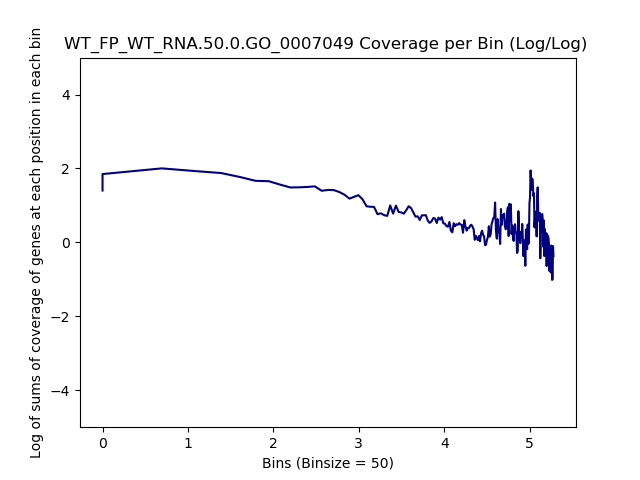 WT_FP_WT_RNA.50.0.GO_0007049 Coverage per Bin (Log/Log)
Log of sums of coverage of genes at each position in each bin
4
2
0
−2
−4
0 1 2 3 4 5
Bins (Binsize = 50)